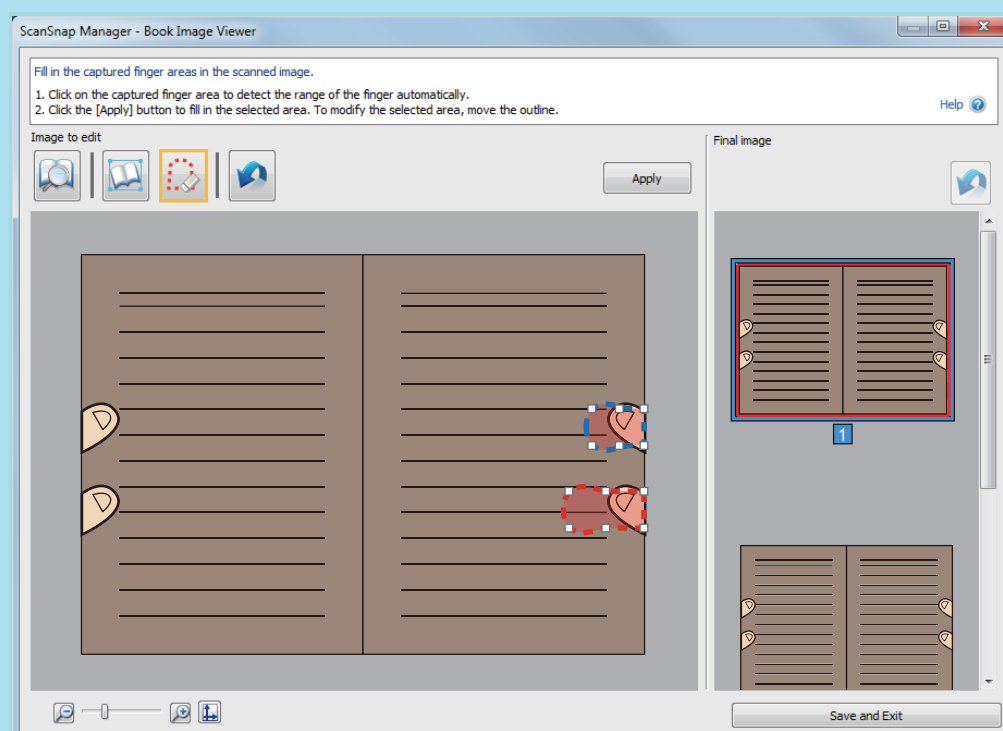 ScanSnap Manager - Book Image Viewer
Fill in the captured finger areas in the scanned image.
1. Click on the captured finger area to detect the range of the finger automatically.
2. Click the [Apply] button to fill in the selected area. To modify the selected area, move the outline.
Help ?
Image to edit
Final image
Apply
1
Save and Exit